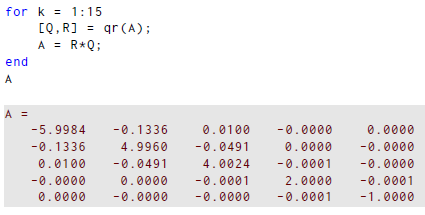 for k = 1:15
[Q,R] = qr(A);
A = R*Q;
end
A
A =
-5.9984 -0.1336 0.0100 -0.0000 0.0000
-0.1336 4.9960 -0.0491 0.0000 -0.0000
0.0100 -0.0491 4.0024 -0.0001 -0.0000
-0.0000 0.0000 -0.0001 2.0000 -0.0001
0.0000 -0.0000 -0.0000 -0.0001 -1.0000